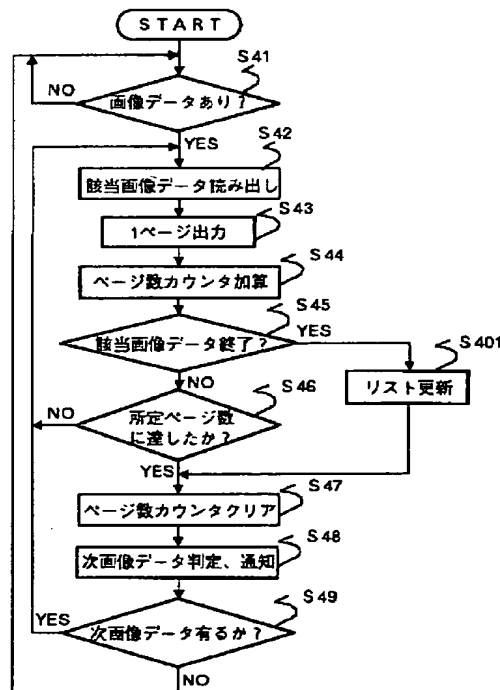 START
S41
画像データあり？
NO
YES
S42
該当画像データ読み出し
S43
1ページ出力
S44
ページ数カウンタ加算
S45
該当画像データ終了？
YES
S401
リスト更新
NO
S46
所定ページ数
に達したか？
NO
YES
S47
ページ数カウンタクリア
S48
次画像データ判定、通知
S49
次画像データ有るか？
YES
NO